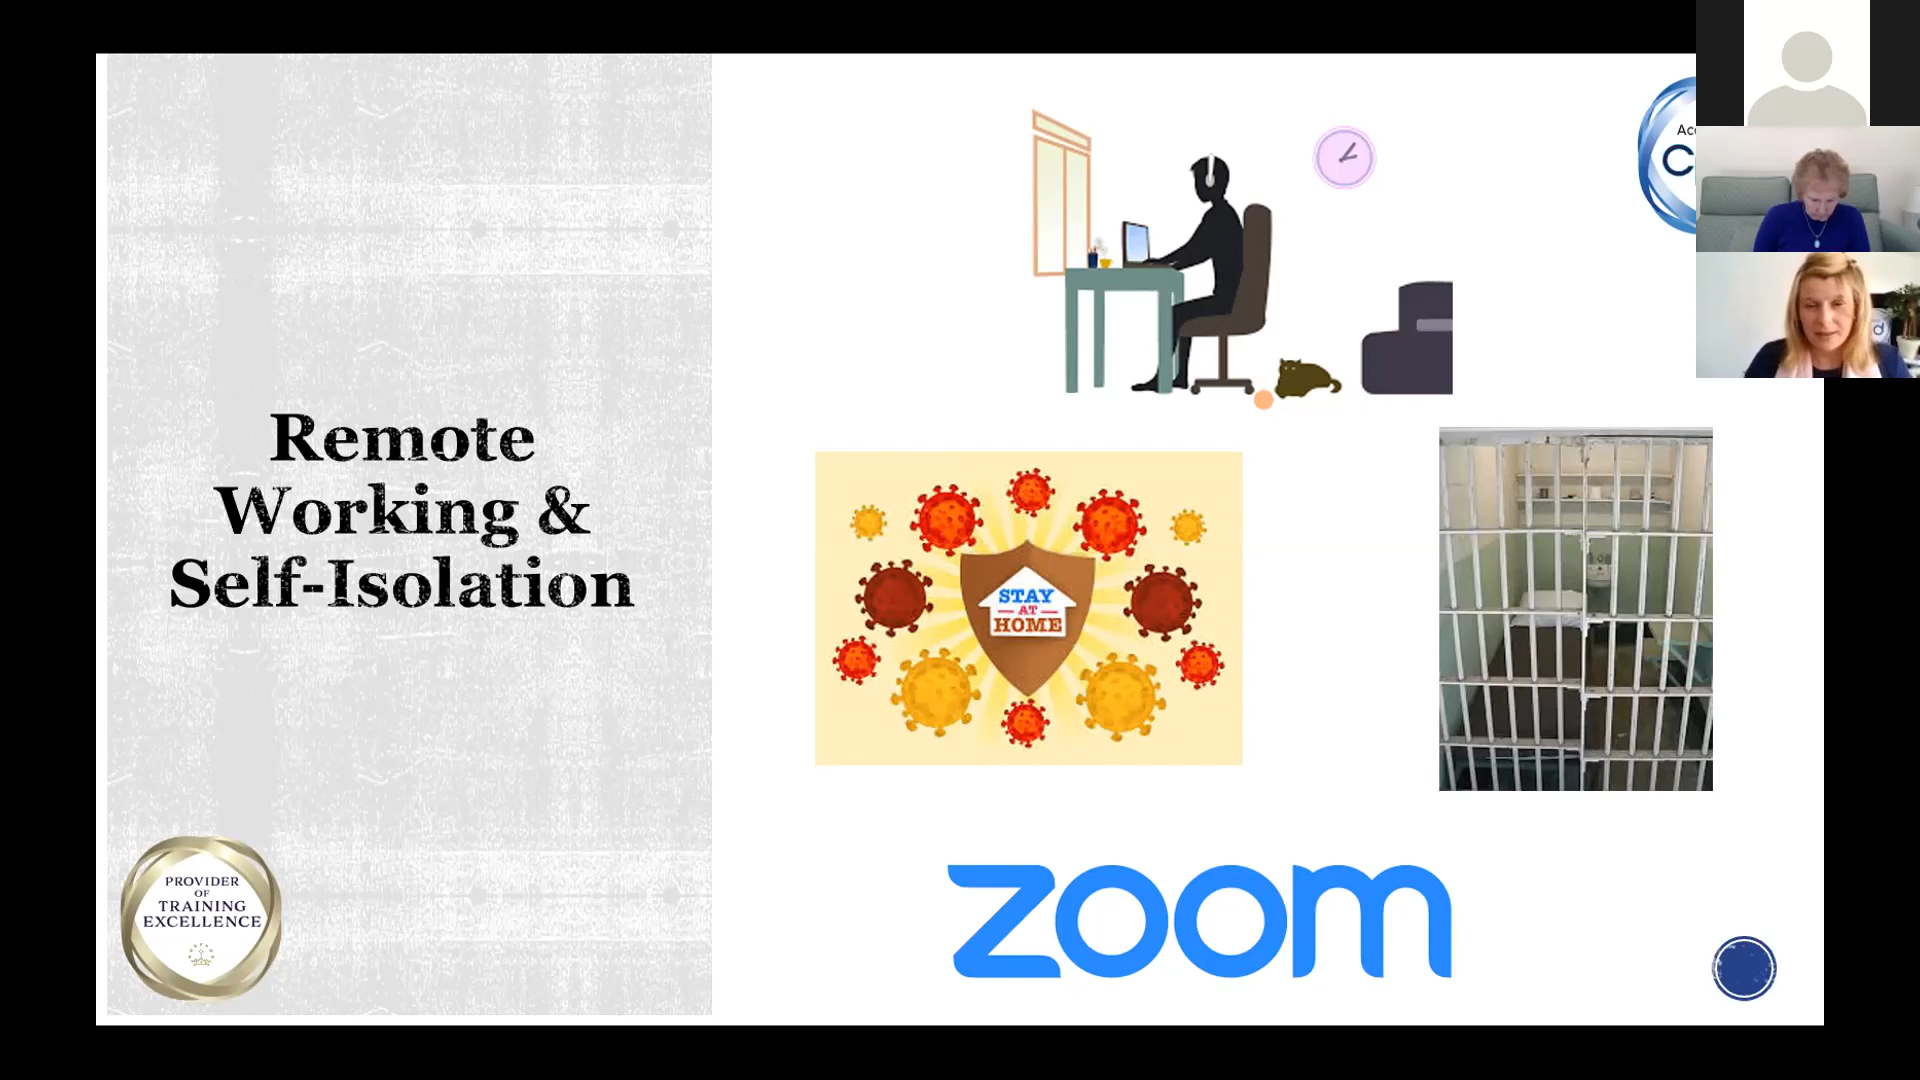 Remote
Working &
Self-Isolation
PROVIDER
OF
TRAINING
EXCELLENCE
STAY
AT
HOME
zoom